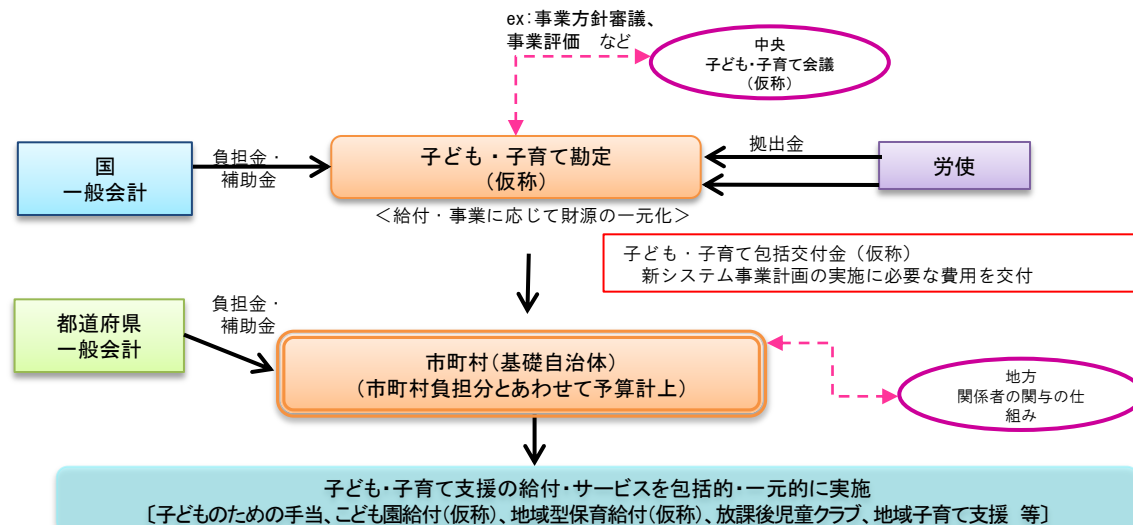 ex:事業方針審議、
事業評価　など
中央
子ども・子育て会議
(仮称)
国
一般会計
負担金・
補助金
子ども・子育て勘定
(仮称)
拠出金
労使
＜給付・事業に応じて財源の一元化＞
子ども・子育て包括交付金（仮称）
新システム事業計画の実施に必要な費用を交付
都道府県
一般会計
負担金・
補助金
市町村(基礎自治体)
(市町村負担分とあわせて予算計上)
地方
関係者の関与の仕
組み
子ども・子育て支援の給付・サービスを包括的・一元的に実施
〔子どものための手当、こども園給付(仮称)、地域型保育給付(仮称)、放課後児童クラブ、地域子育て支援 等〕